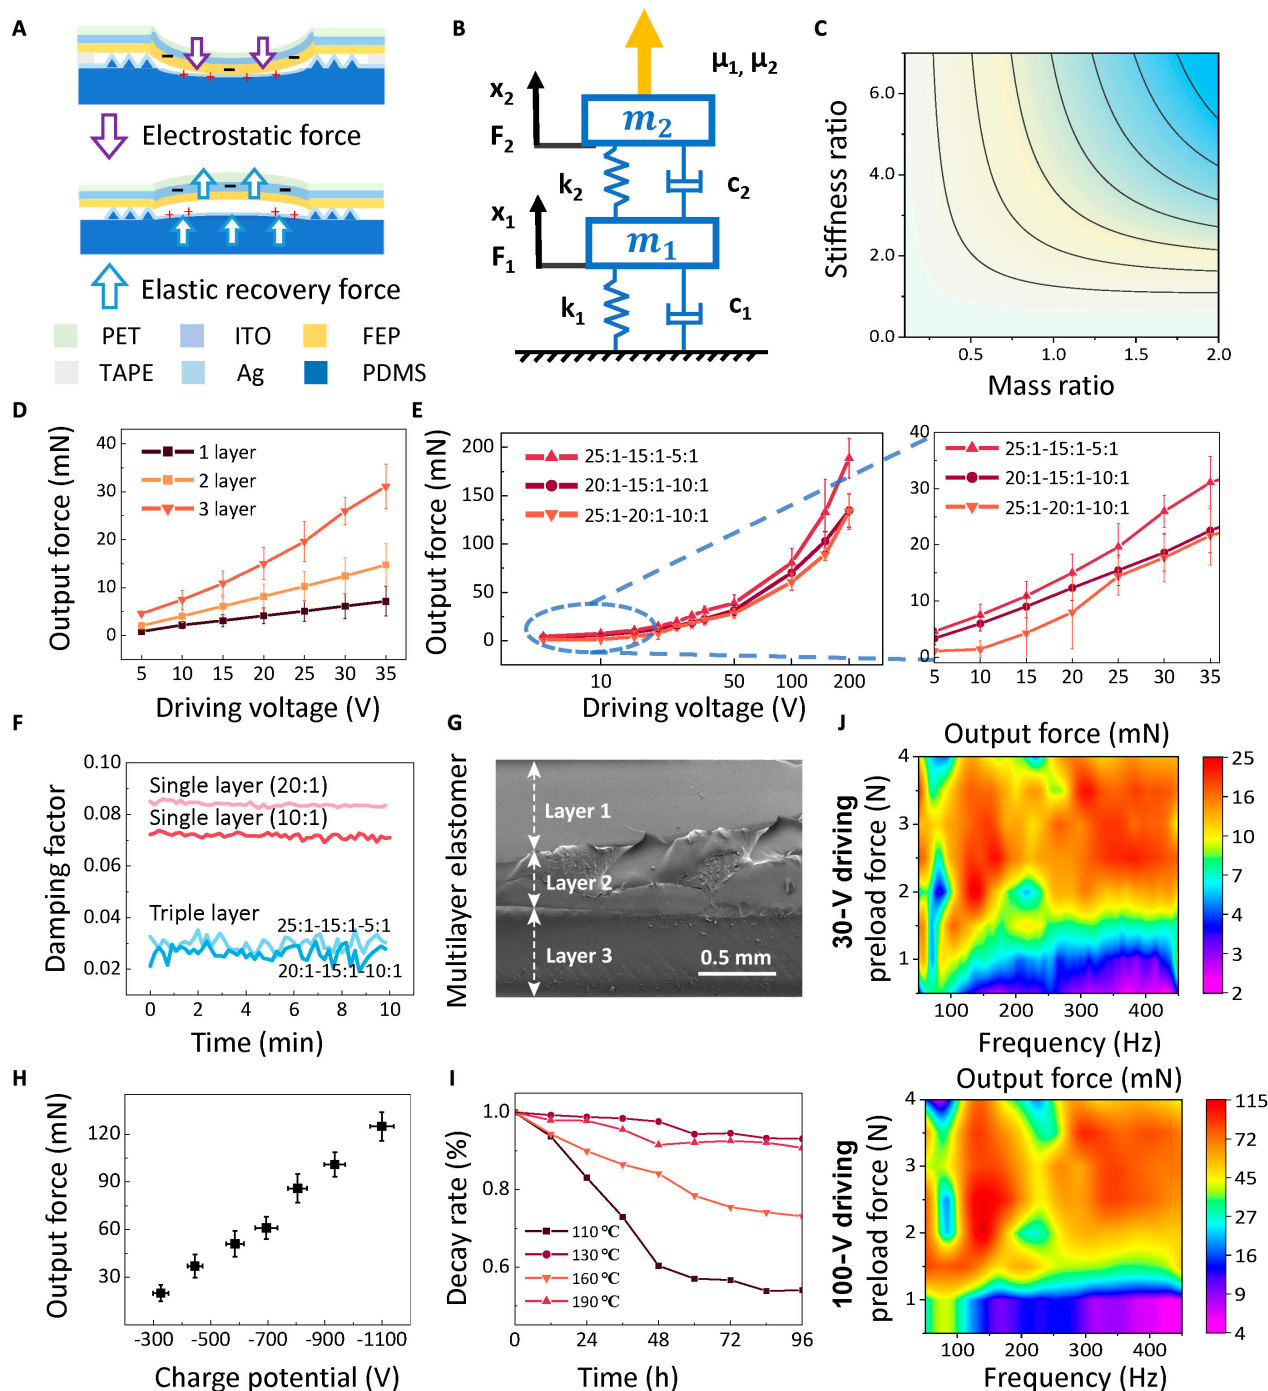 A
Electrostatic force
Elastic recovery force
PET
ITO
FEP
TAPE
Ag
PDMS
B
μ1, μ2
x2
F2
m2
k2
c2
x1
F1
m1
k1
c1
C
Stiffness ratio
6.0
4.0
2.0
0.0
0.5
1.0
1.5
2.0
Mass ratio
D
Output force (mN)
40
30
20
10
0
1 layer
2 layer
3 layer
5
10
15
20
25
30
35
Driving voltage (V)
E
Output force (mN)
200
150
100
50
0
25:1-15:1-5:1
20:1-15:1-10:1
25:1-20:1-10:1
10
50
100
200
Driving voltage (V)
40
30
20
10
0
25:1-15:1-5:1
20:1-15:1-10:1
25:1-20:1-10:1
5
10
15
20
25
30
35
F
Damping factor
0.10
0.08
0.06
0.04
0.02
Single layer (20:1)
Single layer (10:1)
Triple layer
25:1-15:1-5:1
20:1-15:1-10:1
0
2
4
6
8
10
Time (min)
G
Multilayer elastomer
Layer 1
Layer 2
Layer 3
0.5 mm
H
Output force (mN)
120
90
60
30
-300
-500
-700
-900
-1100
Charge potential (V)
I
Decay rate (%)
1.0
0.8
0.6
110 °C
130 °C
160 °C
190 °C
0
24
48
72
96
Time (h)
J
Output force (mN)
30-V driving
preload force (N)
4
3
2
1
100
200
300
400
Frequency (Hz)
25
16
10
7
4
3
2
Output force (mN)
100-V driving
preload force (N)
4
3
2
1
100
200
300
400
Frequency (Hz)
115
72
45
27
16
9
4